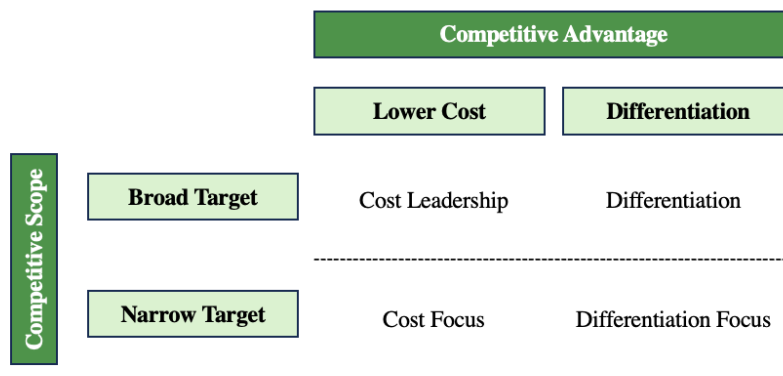 Competitive Advantage
Lower Cost
Differentiation
Competitive Scope
Broad Target
Cost Leadership
Differentiation
Narrow Target
Cost Focus
Differentiation Focus